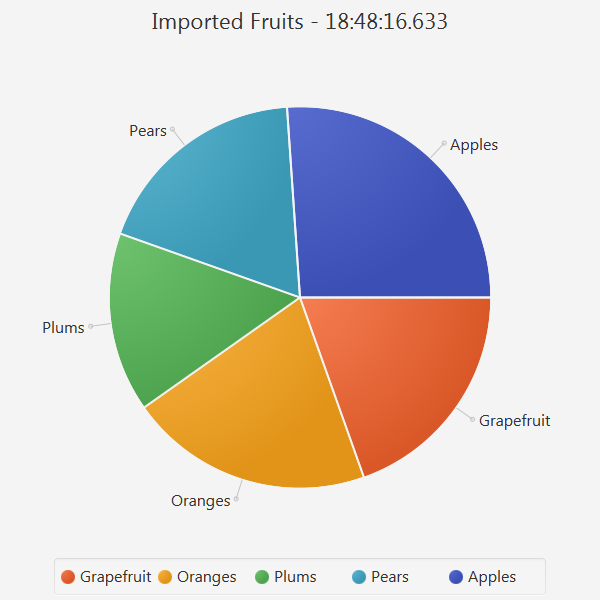 Imported Fruits - 18:48:16.633
Pears
Apples
Plums
Grapefruit
Oranges
Grapefruit Oranges Plums Pears Apples